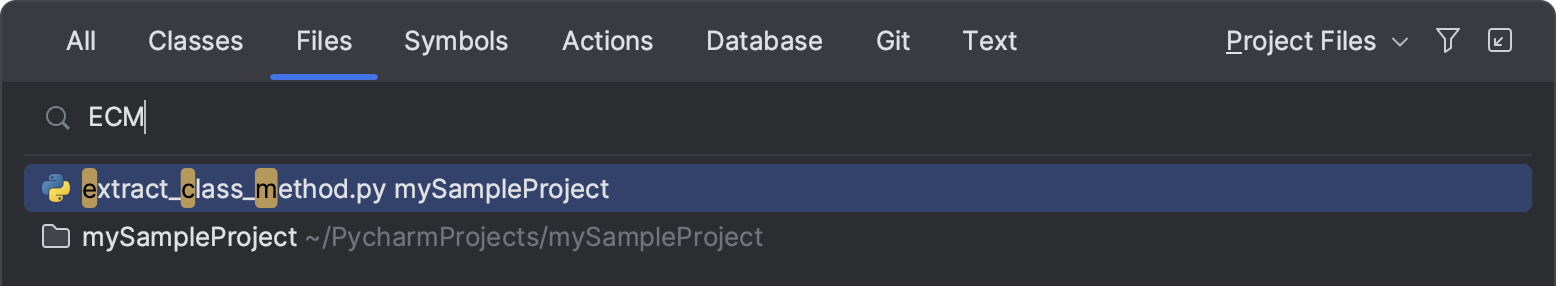 All Classes Files Symbols Actions Database Git Text Project Files
ECM
extract_class_method.py mySampleProject
mySampleProject ~/PycharmProjects/mySampleProject